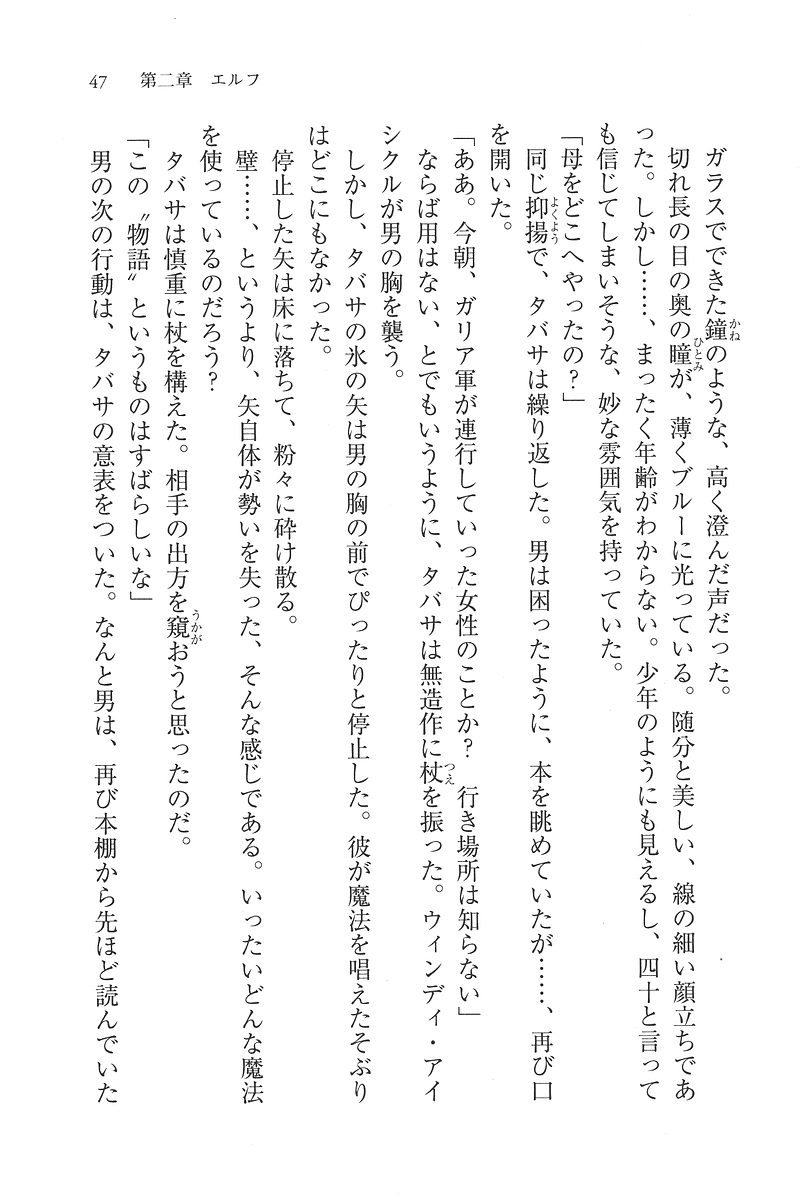 47　第二章　エルフ
ガラスでできた鐘のような、高く澄んだ声だった。
切れ長の目の奥の瞳が、薄くブルーに光っている。随分と美しい、線の細い顔立ちであ
った。しかし……、まったく年齢がわからない。少年のようにも見えるし、四十と言って
も信じてしまいそうな、妙な雰囲気を持っていた。
「母をどこへやったの？」
同じ抑揚で、タバサは繰り返した。男は困ったように、本を眺めていたが……、再び口
を開いた。
「ああ。今朝、ガリア軍が連行していった女性のことか？　行き場所は知らない」
ならば用はない、とでもいうように、タバサは無造作に杖を振った。ウィンディ・アイ
シクルが男の胸を襲う。
しかし、タバサの氷の矢は男の胸の前でぴったりと停止した。彼が魔法を唱えたそぶり
はどこにもなかった。
停止した矢は床に落ちて、粉々に砕け散る。
壁……、というより、矢自体が勢いを失った、そんな感じである。いったいどんな魔法
を使っているのだろう？
タバサは慎重に杖を構えた。相手の出方を窺おうと思ったのだ。
「この〝物語〟というものはすばらしいな」
男の次の行動は、タバサの意表をついた。なんと男は、再び本棚から先ほど読んでいた